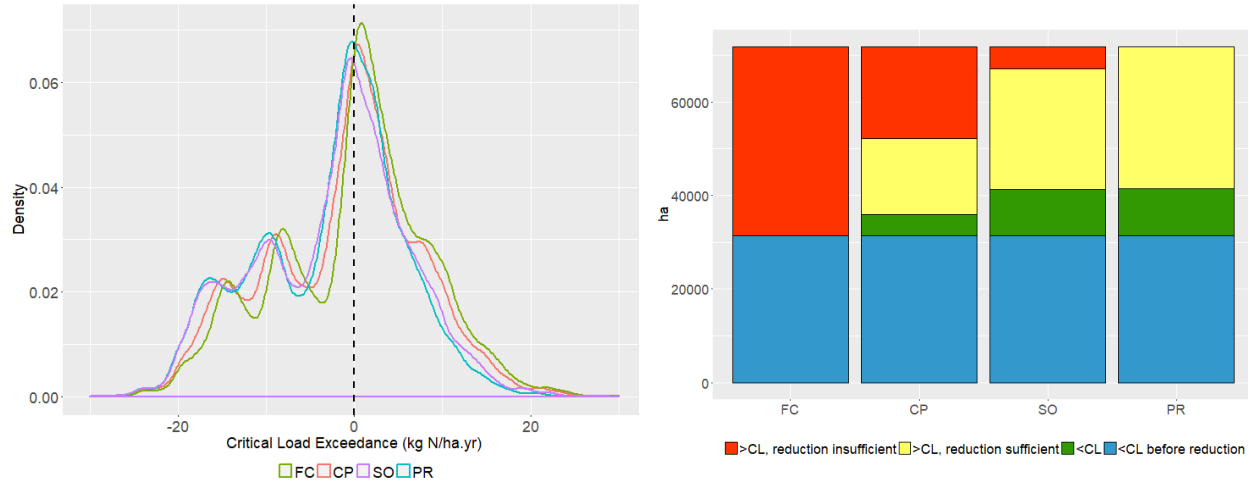 0.06
0.04
0.02
0.00
Density
-20
0
20
Critical Load Exceedance (kg N/ha.yr)
FC CP SO PR
60000
40000
20000
0
ha
FC CP SO PR
>CL, reduction insufficient >CL, reduction sufficient <CL <CL before reduction